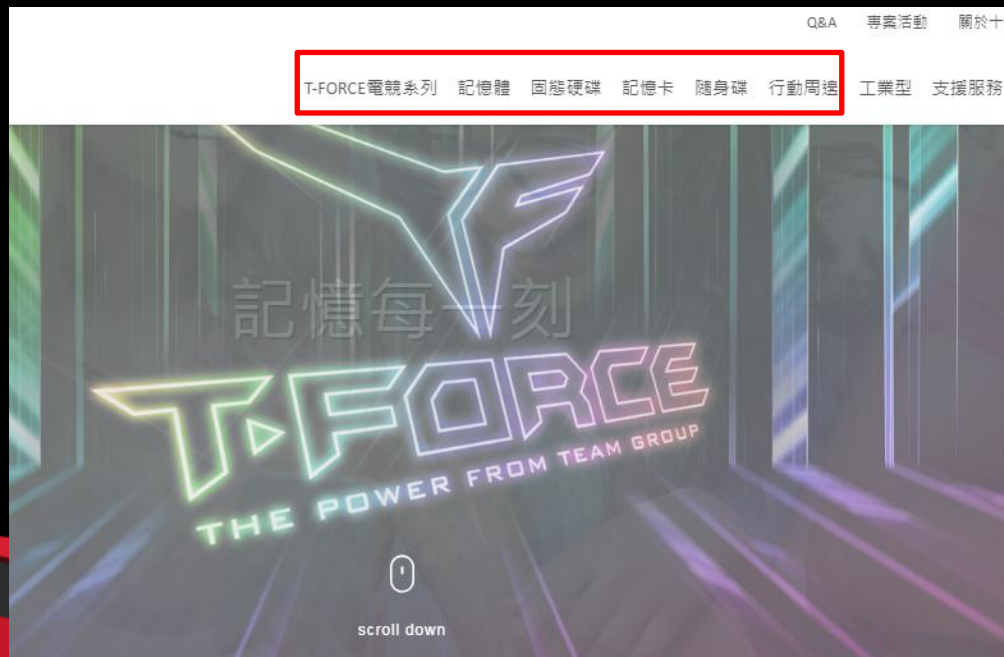 Q&A 專案活動 關於十
T-FORCE電競系列 記憶體 固態硬碟 記憶卡 隨身碟 行動周邊 工業型 支援服務
記憶每一刻
T-FORCE
THE POWER FROM TEAM GROUP
scroll down